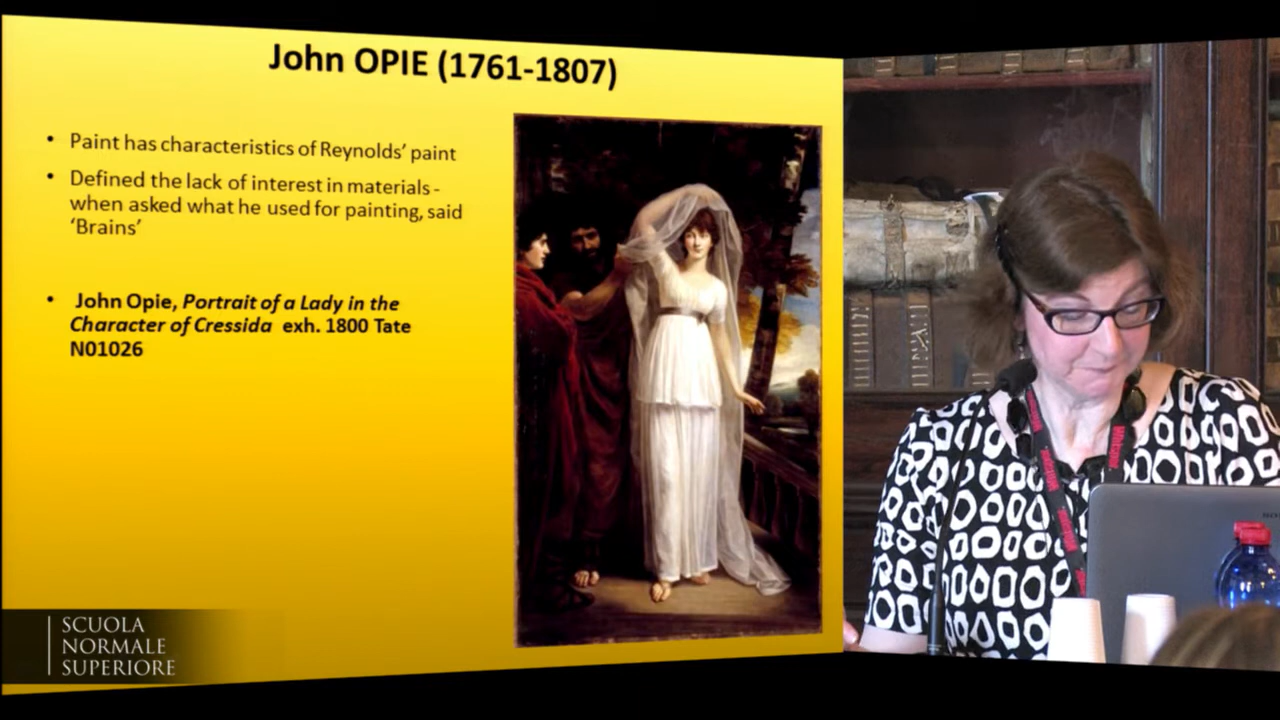 John OPIE (1761-1807)
• Paint has characteristics of Reynolds' paint
• Defined the lack of interest in materials -
when asked what he used for painting, said
'Brains'
• John Opie, Portrait of a Lady in the
Character of Cressida exh. 1800 Tate
N01026
SCUOLA
NORMALE
SUPERIORE